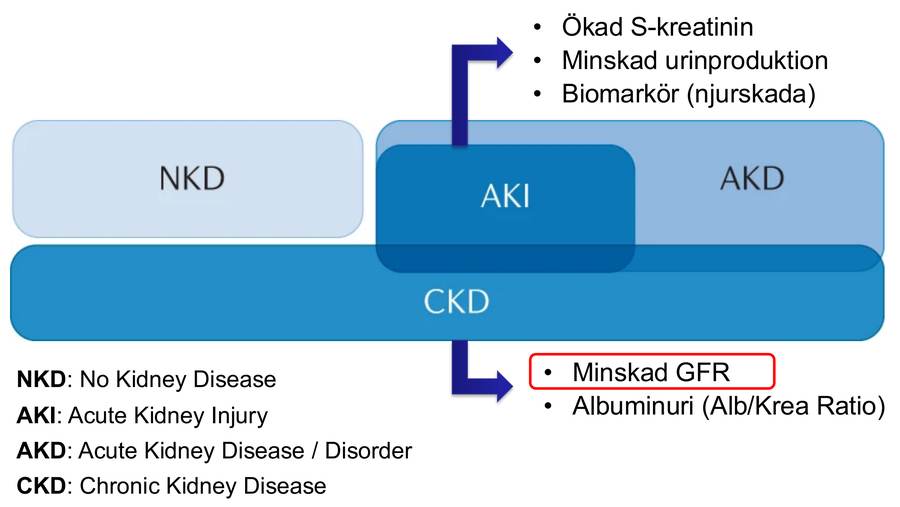 • Ökad S-kreatinin
• Minskad urinproduktion
• Biomarkör (njurskada)
NKD
AKI
AKD
CKD
• Minskad GFR
• Albuminuri (Alb/Krea Ratio)
NKD: No Kidney Disease
AKI: Acute Kidney Injury
AKD: Acute Kidney Disease / Disorder
CKD: Chronic Kidney Disease